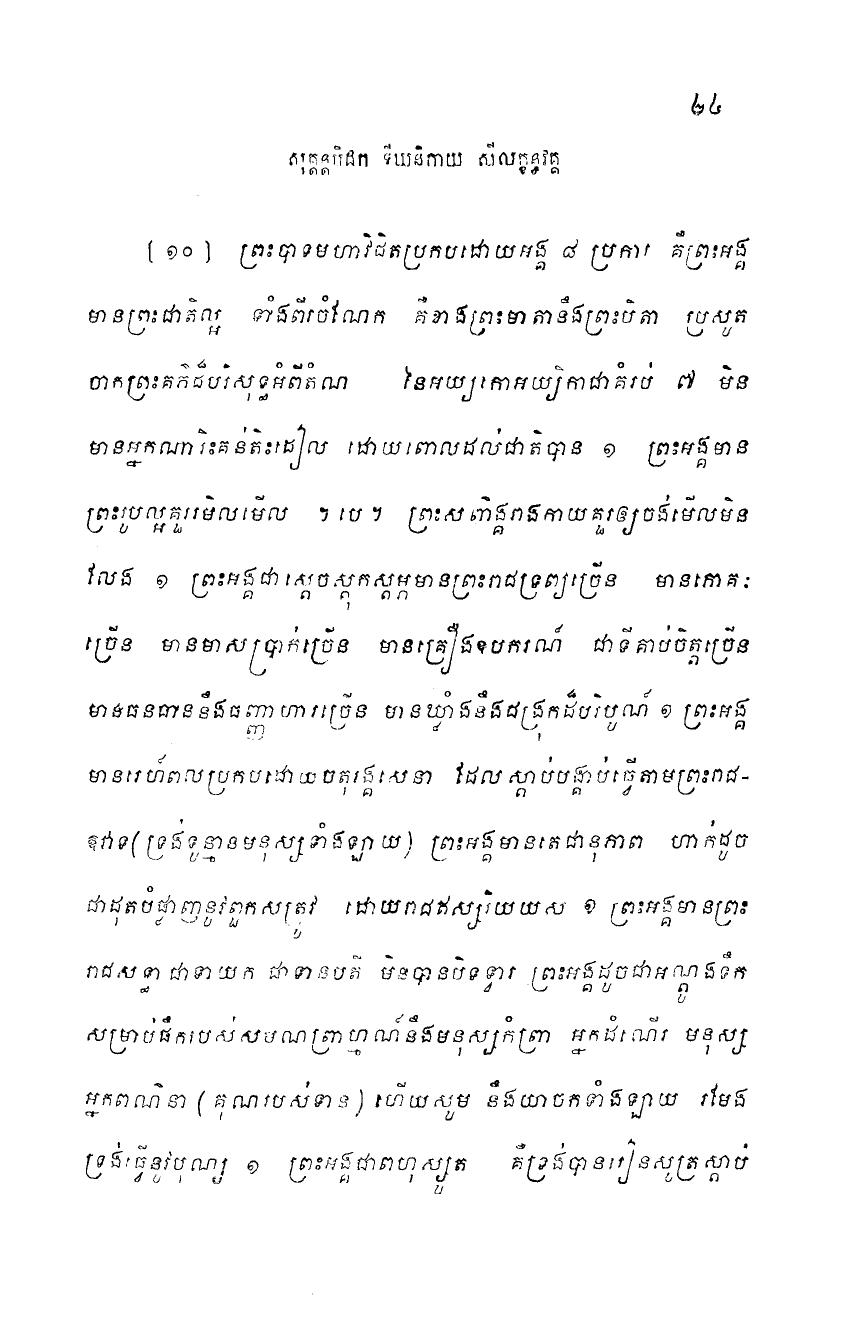 ២៤
សុត្តន្តបិដក ទីឃនិកាយ សីលក្ខន្ធវគ្គ
[ ១០ ] ព្រះបាទមហាវិជិតប្រកបដោយអង្គ ៨ ប្រការ គឺព្រះអង្គ
មានព្រះជាតិល្អ ទាំងពីរចំណែក គឺខាងព្រះមាតានឹងព្រះបិតា ប្រសូត
ចាកព្រះគភ៌ដ៏បរិសុទ្ធអំពីតំណ នៃអយ្យកោអយ្យិកាជាគំរប់ ៧ មិន
មានអ្នកណារិះគន់តិះដៀល ដោយពោលដល់ជាតិបាន ១ ព្រះអង្គមាន
ព្រះរូបល្អគួររមិលមើល ។ បេ ។ ព្រះសព៌ាង្គរាងកាយគួរឲ្យចង់មើលមិន
លែង ១ ព្រះអង្គជាស្តេចស្តុកស្តម្ភមានព្រះរាជទ្រព្យច្រើន មានភោគៈ
ច្រើន មានមាសប្រាក់ច្រើន មានគ្រឿងឧបករណ៍ ជាទីគាប់ចិត្តច្រើន
មានធនធាននឹងធញ្ញាហារច្រើន មានឃ្លាំងនឹងជង្រុកដ៏បរិបូណ៌ ១ ព្រះអង្គ
មានរេហ៍ពលប្រកបដោយចតុរង្គសេនា ដែលស្តាប់បង្គាប់ធ្វើតាមព្រះរាជ-
ឱវាទ(ទ្រង់ទូន្មានមនុស្សទាំងឡាយ) ព្រះអង្គមានតេជានុភាព ហាក់ដូច
ជាដុតបំផ្លាញនូវពួកសត្រូវ ដោយរាជឥស្សរិយយស ១ ព្រះអង្គមានព្រះ
រាជសទ្ធា ជាទាយក ជាទានបតី មិនបានបិទទ្វារ ព្រះអង្គដូចជាអណ្តូងទឹក
សម្រាប់ផឹករបស់សមណព្រាហ្មណ៍នឹងមនុស្សកំព្រា អ្នកដំណើរ មនុស្ស
អ្នកពណ៌នា ( គុណរបស់ទាន ) ហើយសូម នឹងយាចកទាំងឡាយ រមែង
ទ្រង់ធ្វើនូវបុណ្យ ១ ព្រះអង្គជាពហុស្សូត គឺទ្រង់បានរៀនសូត្រស្តាប់